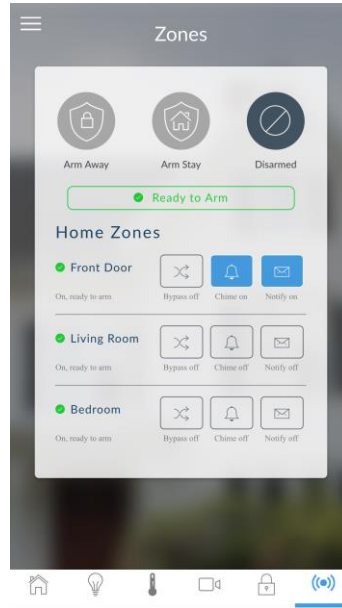 Zones
Arm Away Arm Stay Disarmed
Ready to Arm
Home Zones
Front Door
On, ready to arm Bypass off Chime on Notify on
Living Room
On, ready to arm Bypass off Chime off Notify off
Bedroom
On, ready to arm Bypass off Chime off Notify off